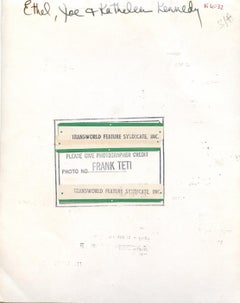 Ethel, Joe & Kathleen Kennedy
TRANSWORLD FEATURE SYNDICATE, INC.
PLEASE GIVE PHOTOGRAPHER CREDIT
FRANK TETI
PHOTO NO.
TRANSWORLD FEATURE SYNDICATE, INC.